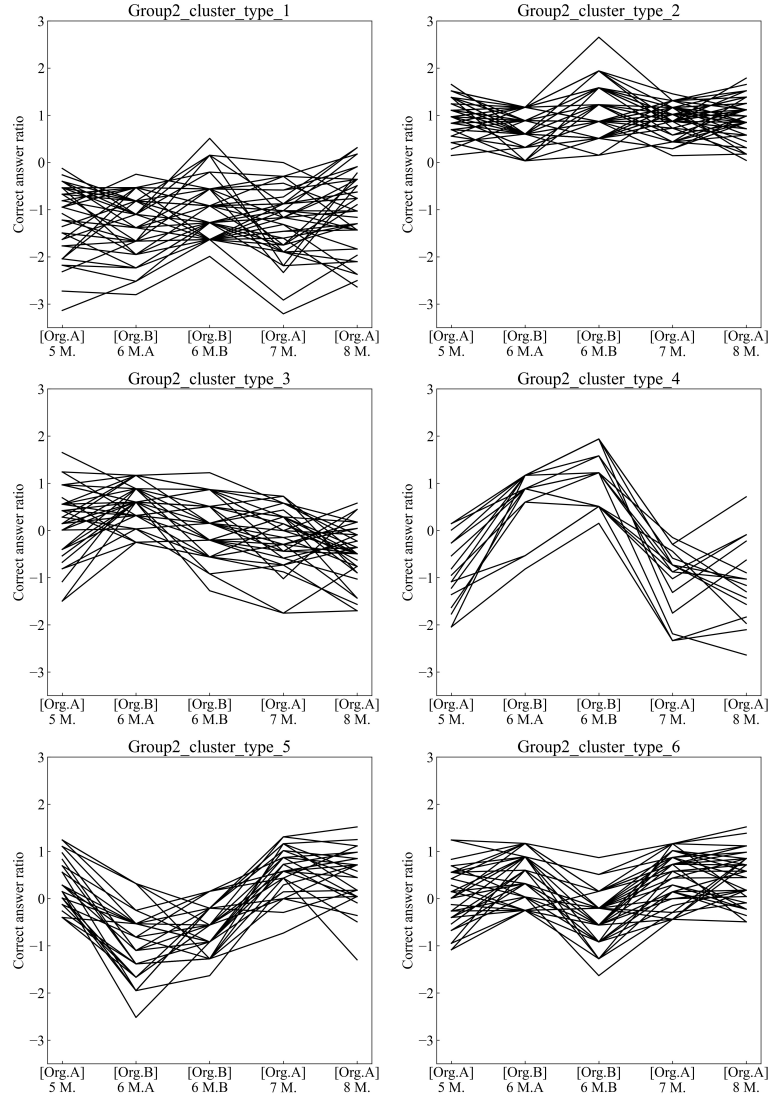 Group2_cluster_type_1
Correct answer ratio
3
2
1
0
−1
−2
−3
[Org.A] [Org.B] [Org.B] [Org.A] [Org.A]
5 M. 6 M.A 6 M.B 7 M. 8 M.
Group2_cluster_type_2
Correct answer ratio
3
2
1
0
−1
−2
−3
[Org.A] [Org.B] [Org.B] [Org.A] [Org.A]
5 M. 6 M.A 6 M.B 7 M. 8 M.
Group2_cluster_type_3
Correct answer ratio
3
2
1
0
−1
−2
−3
[Org.A] [Org.B] [Org.B] [Org.A] [Org.A]
5 M. 6 M.A 6 M.B 7 M. 8 M.
Group2_cluster_type_4
Correct answer ratio
3
2
1
0
−1
−2
−3
[Org.A] [Org.B] [Org.B] [Org.A] [Org.A]
5 M. 6 M.A 6 M.B 7 M. 8 M.
Group2_cluster_type_5
Correct answer ratio
3
2
1
0
−1
−2
−3
[Org.A] [Org.B] [Org.B] [Org.A] [Org.A]
5 M. 6 M.A 6 M.B 7 M. 8 M.
Group2_cluster_type_6
Correct answer ratio
3
2
1
0
−1
−2
−3
[Org.A] [Org.B] [Org.B] [Org.A] [Org.A]
5 M. 6 M.A 6 M.B 7 M. 8 M.